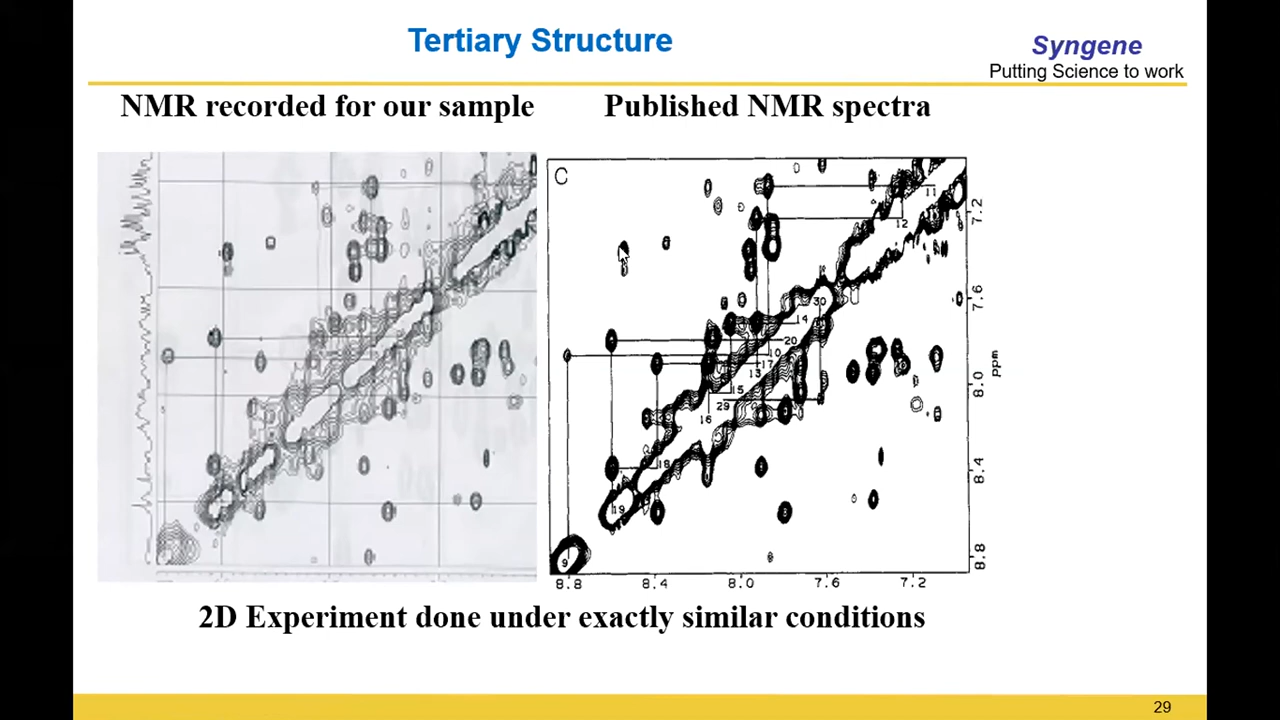 Tertiary Structure
Syngene
Putting Science to work
NMR recorded for our sample
Published NMR spectra
C
11
12
7.2
30
7.6
14
20
10
17
13
ppm
8.0
15
29
16
18
8.4
19
9
8.8
8.8 8.4 8.0 7.6 7.2
2D Experiment done under exactly similar conditions
29